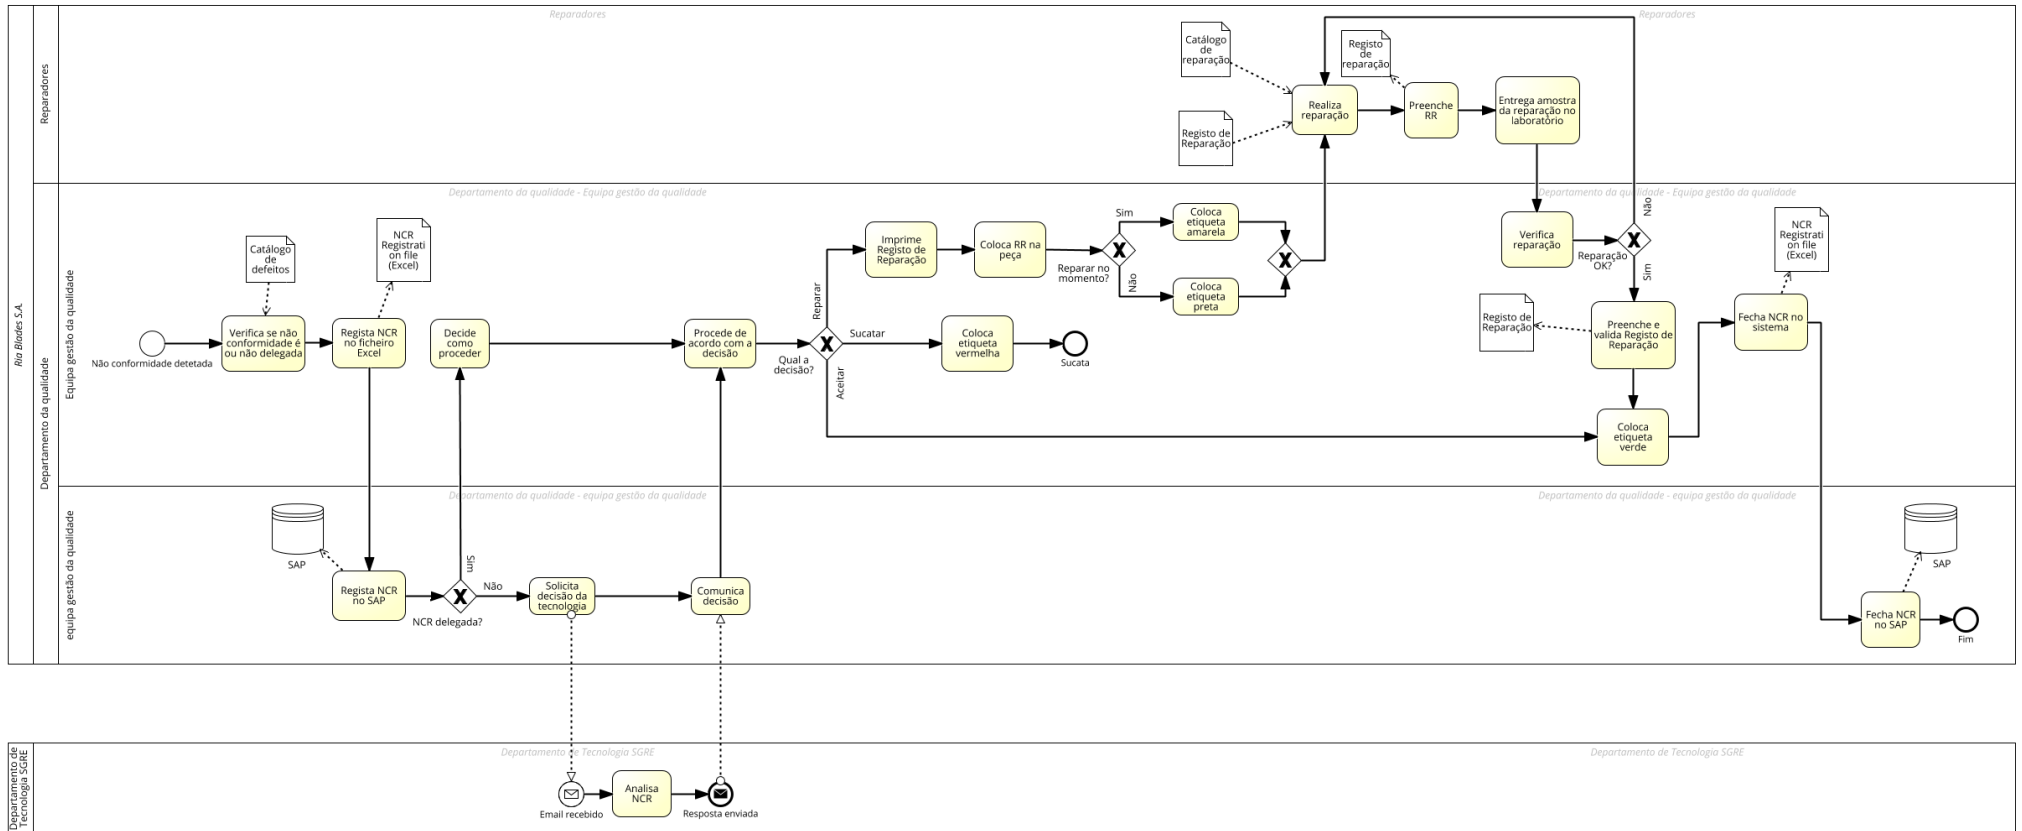 Ria Blades S.A.
Reparadores
Reparadores
Reparadores
Catálogo
de
reparação
Registo de
Reparação
Realiza
reparação
Registo
de
reparação
Preenche
RR
Entrega amostra
da reparação no
laboratório
Departamento da qualidade
Equipa gestão da qualidade
Departamento da qualidade - Equipa gestão da qualidade
Departamento da qualidade - Equipa gestão da qualidade
Não conformidade detetada
Catálogo
de
defeitos
Verifica se não
conformidade é
ou não delegada
NCR
Registrati
on file
(Excel)
Regista NCR
no ficheiro
Excel
Decide
como
proceder
Procede de
acordo com a
decisão
Qual a
decisão?
Reparar
Sucatar
Aceitar
Imprime
Registo de
Reparação
Coloca RR na
peça
Reparar no
momento?
Sim
Não
Coloca
etiqueta
amarela
Coloca
etiqueta
preta
Coloca
etiqueta
vermelha
Sucata
Verifica
reparação
Reparação
OK?
Não
Sim
Registo de
Reparação
Preenche e
valida Registo de
Reparação
Coloca
etiqueta
verde
NCR
Registrati
on file
(Excel)
Fecha NCR no
sistema
equipa gestão da qualidade
Departamento da qualidade - equipa gestão da qualidade
Departamento da qualidade - equipa gestão da qualidade
SAP
Regista NCR
no SAP
NCR delegada?
Sim
Não
Solicita
decisão da
tecnologia
Comunica
decisão
SAP
Fecha NCR
no SAP
Fim
Departamento de
Tecnologia SGRE
Departamento de Tecnologia SGRE
Departamento de Tecnologia SGRE
Email recebido
Analisa
NCR
Resposta enviada